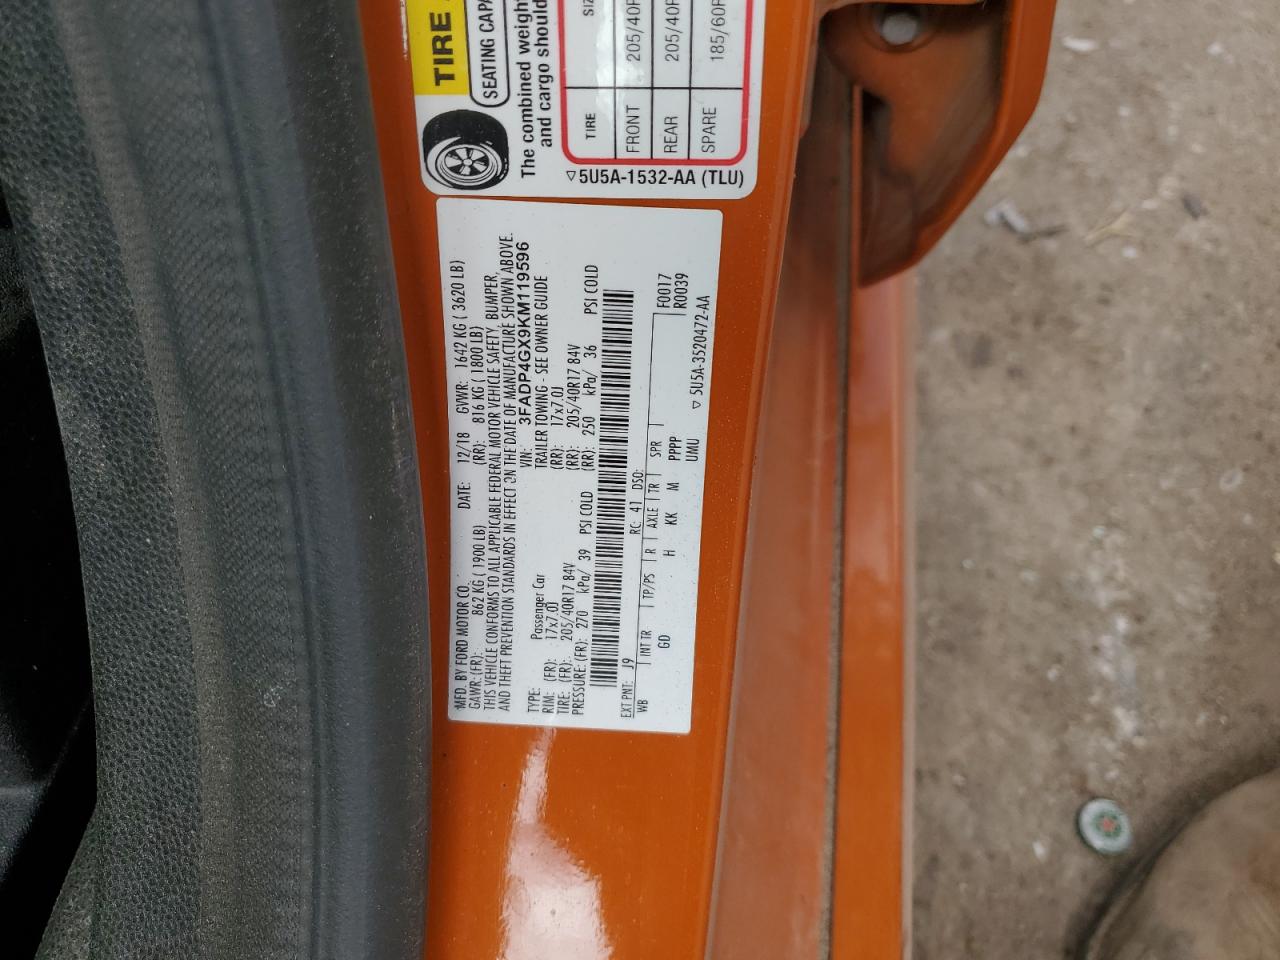 MFD. BY FORD MOTOR CO.
DATE: 12/18 GVWR: 1642 KG ( 3620 LB)
GAWR:(FR): 862 KG ( 1900 LB) (RR): 816 KG ( 1800 LB)
THIS VEHICLE CONFORMS TO ALL APPLICABLE FEDERAL MOTOR VEHICLE SAFETY, BUMPER,
AND THEFT PREVENTION STANDARDS IN EFFECT ON THE DATE OF MANUFACTURE SHOWN ABOVE.
VIN: 3FADP4GX9KM119596
TYPE: Passenger Car TRAILER TOWING - SEE OWNER GUIDE
RIM: (FR): 17x7.0J (RR): 17x7.0J
TIRE: (FR): 205/40R17 84V (RR): 205/40R17 84V
PRESSURE:(FR): 270 kPa/ 39 PSI COLD (RR): 250 kPa/ 36 PSI COLD
EXT PNT: J9 RC: 41 DSO: F0017
WB INT TR TP/PS R AXLE TR SPR R0039
GD H KK M PPPP
UMU ▽ 5U5A-3520472-AA
TIRE
SEATING CAPA
The combined weight
and cargo should
TIRE SIZ
FRONT 205/40R
REAR 205/40R
SPARE 185/60R
▽5U5A-1532-AA (TLU)